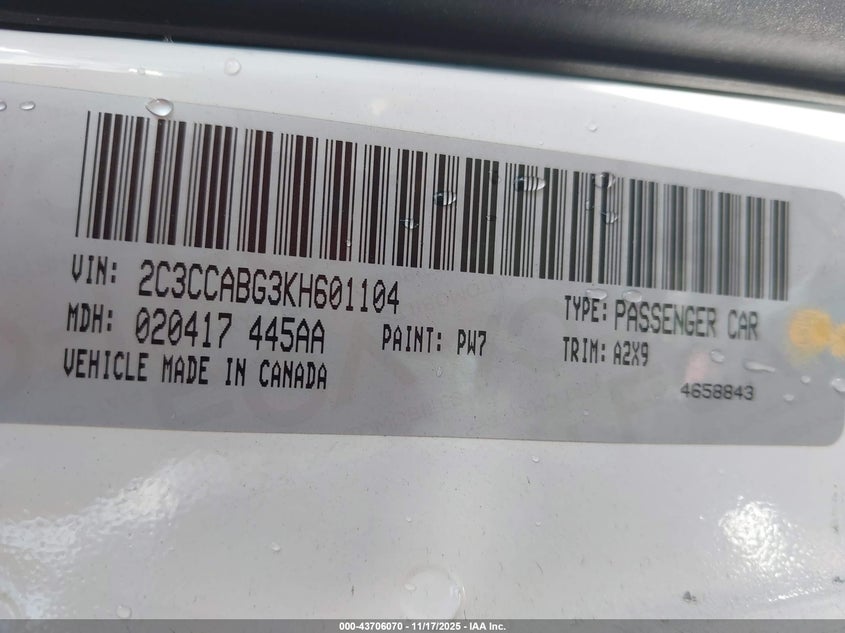 VIN: 2C3CCABG3KH601104
TYPE: PASSENGER CAR
MDH: 020417 445AA
PAINT: PW7
TRIM: A2X9
VEHICLE MADE IN CANADA
4658843
000-43706070 - 11/17/2025 - IAA Inc.